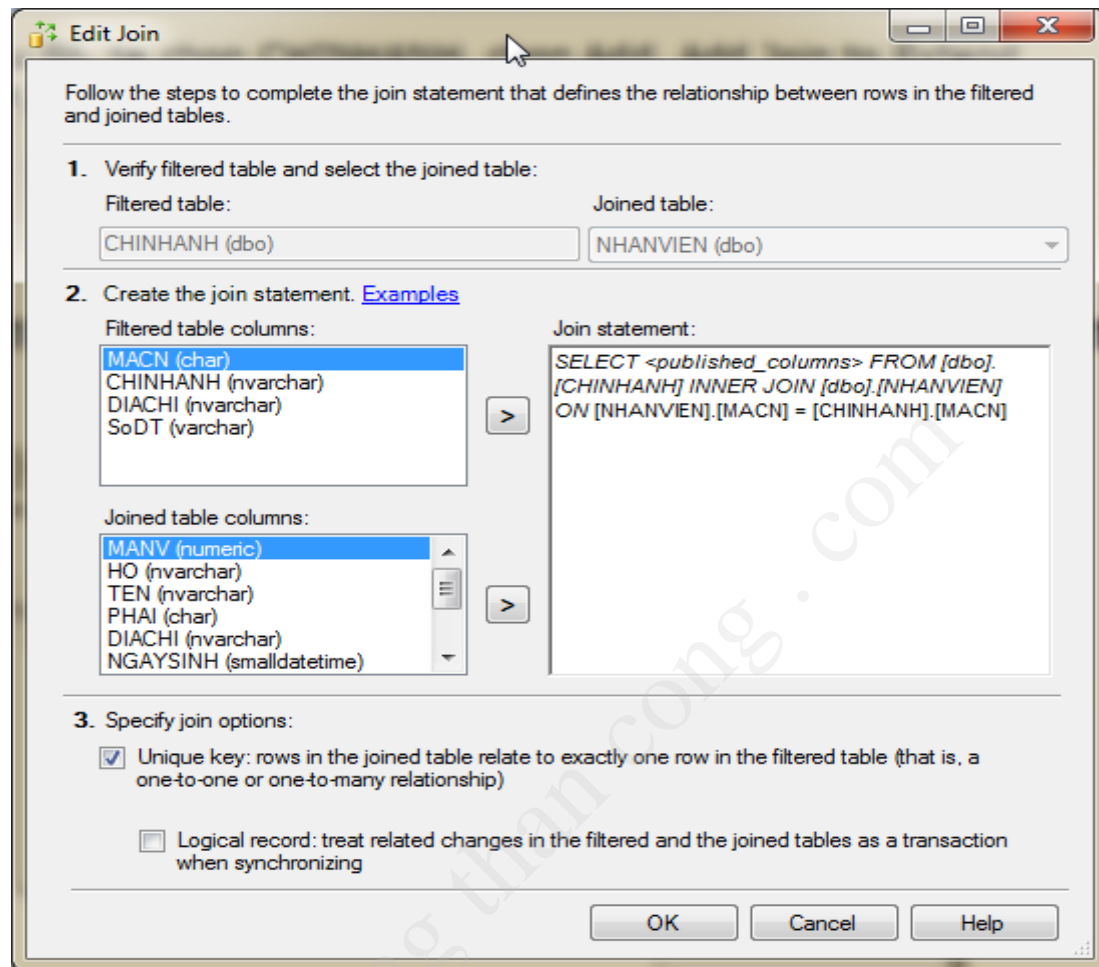 Edit Join
Follow the steps to complete the join statement that defines the relationship between rows in the filtered
and joined tables.
1. Verify filtered table and select the joined table:
Filtered table:
Joined table:
CHINHANH (dbo)
NHANVIEN (dbo)
2. Create the join statement. Examples
Filtered table columns:
MACN (char)
CHINHANH (nvarchar)
DIACHI (nvarchar)
SoDT (varchar)
>
Join statement:
SELECT <published_columns> FROM [dbo].
[CHINHANH] INNER JOIN [dbo].[NHANVIEN]
ON [NHANVIEN].[MACN] = [CHINHANH].[MACN]
Joined table columns:
MANV (numeric)
HO (nvarchar)
TEN (nvarchar)
PHAI (char)
DIACHI (nvarchar)
NGAYSINH (smalldatetime)
>
3. Specify join options:
Unique key: rows in the joined table relate to exactly one row in the filtered table (that is, a
one-to-one or one-to-many relationship)
Logical record: treat related changes in the filtered and the joined tables as a transaction
when synchronizing
OK
Cancel
Help
than cong . com